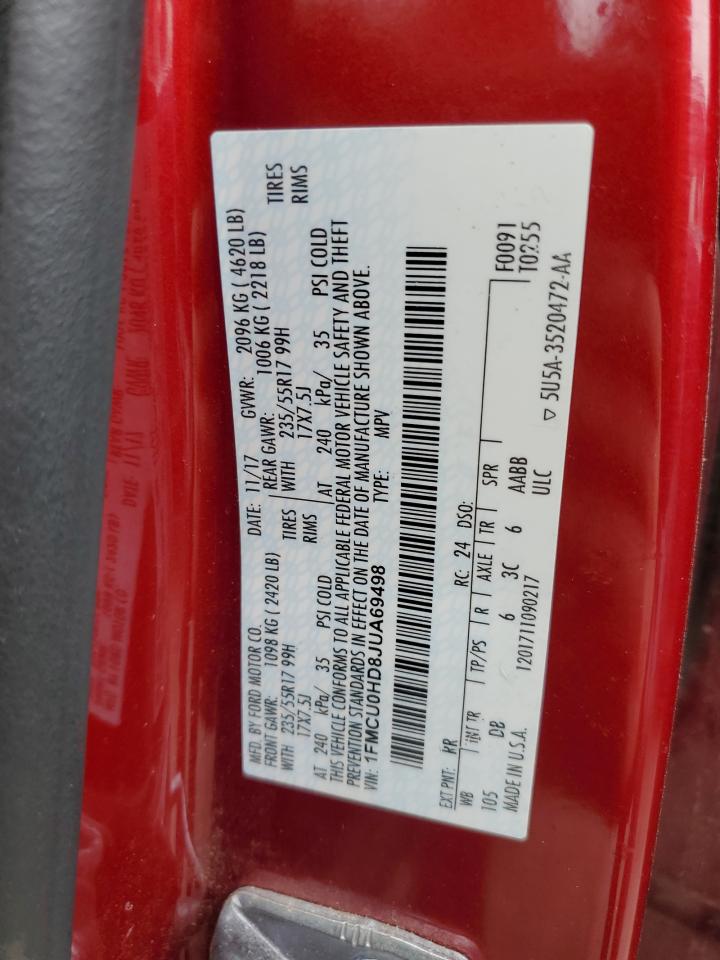 MFD. BY FORD MOTOR CO. DATE: 11/17 GVWR: 2096 KG ( 4620 LB)
FRONT GAWR: 1098 KG ( 2420 LB) REAR GAWR: 1006 KG ( 2218 LB)
WITH 235/55R17 99H TIRES WITH 235/55R17 99H TIRES
17X7.5J RIMS 17X7.5J RIMS
AT 240 kPa/ 35 PSI COLD AT 240 kPa/ 35 PSI COLD
THIS VEHICLE CONFORMS TO ALL APPLICABLE FEDERAL MOTOR VEHICLE SAFETY AND THEFT
PREVENTION STANDARDS IN EFFECT ON THE DATE OF MANUFACTURE SHOWN ABOVE.
VIN: 1FMCU0HD8JUA69498 TYPE: MPV
EXT PNT: RR RC: 24 DSO: F0091
WB INT TR TP/PS R AXLE TR SPR T0255
105 DB 6 3C 6 AABB
MADE IN U.S.A. 1201711090217 ULC
▽ 5U5A-3520472-AA